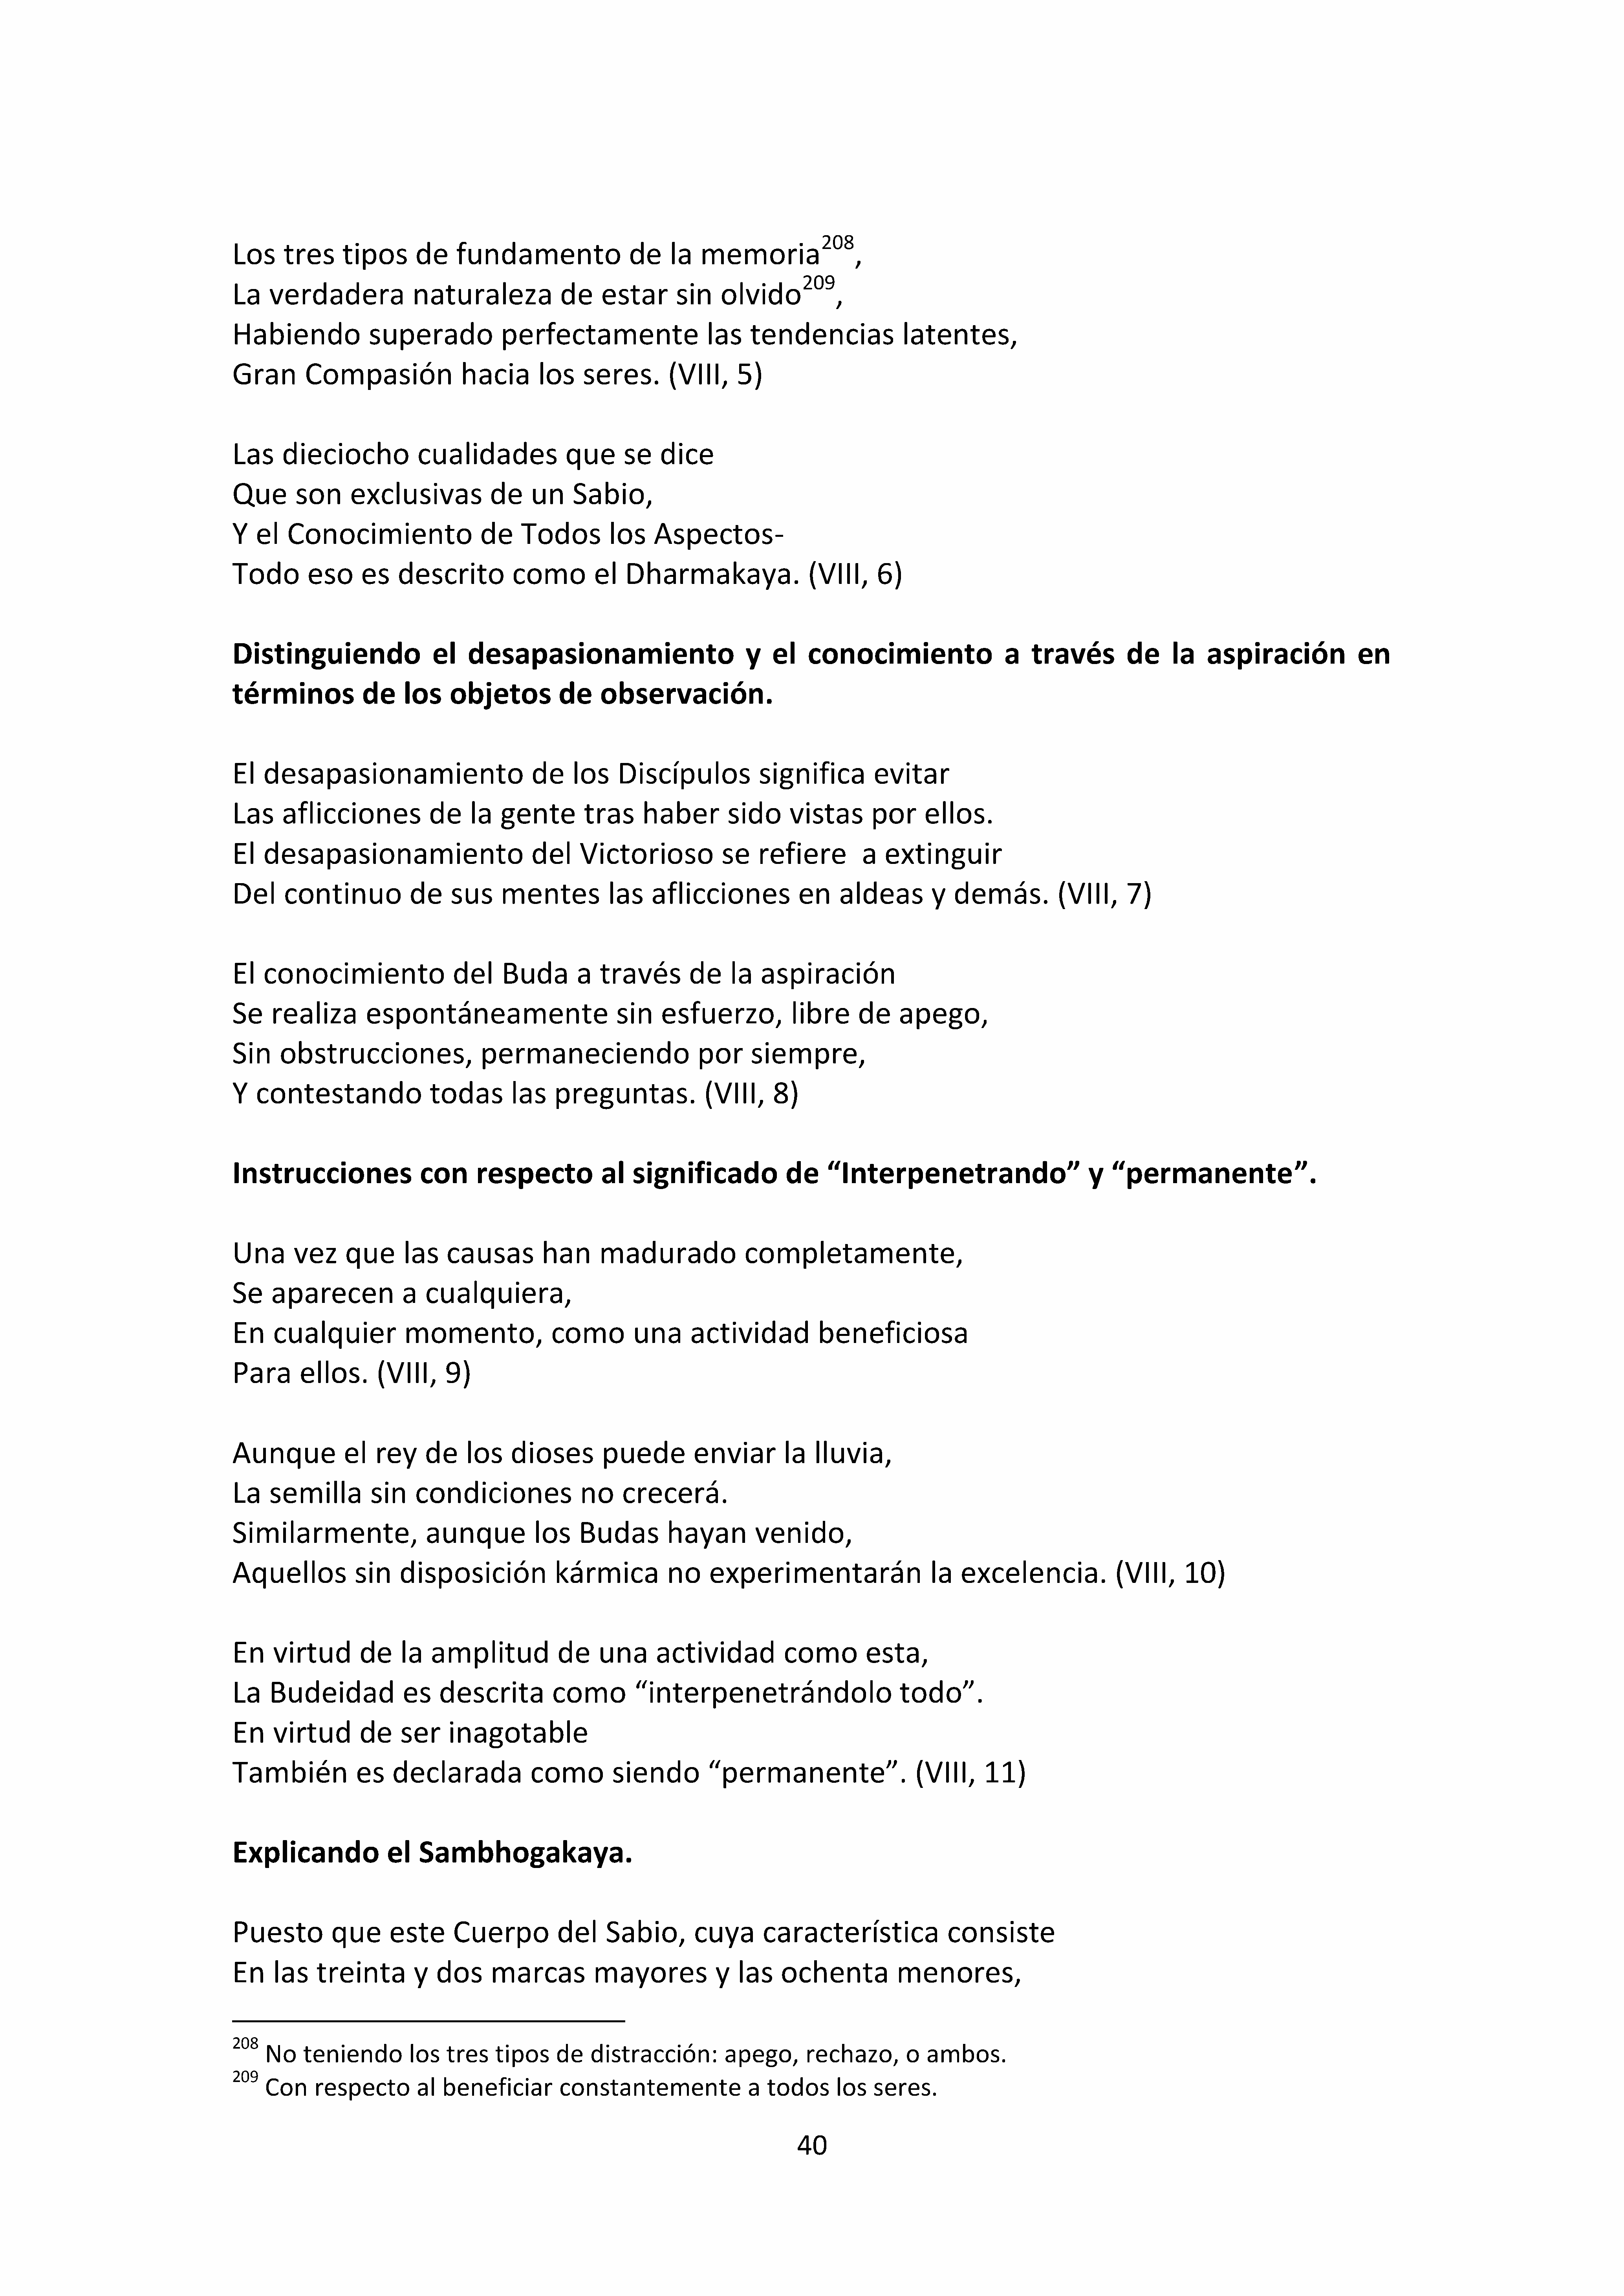 Los tres tipos de fundamento de la memoria208,
La verdadera naturaleza de estar sin olvido209,
Habiendo superado perfectamente las tendencias latentes,
Gran Compasión hacia los seres. (VIII, 5)
Las dieciocho cualidades que se dice
Que son exclusivas de un Sabio,
Y el Conocimiento de Todos los Aspectos-
Todo eso es descrito como el Dharmakaya. (VIII, 6)
Distinguiendo el desapasionamiento y el conocimiento a través de la aspiración en
términos de los objetos de observación.
El desapasionamiento de los Discípulos significa evitar
Las aflicciones de la gente tras haber sido vistas por ellos.
El desapasionamiento del Victorioso se refiere  a extinguir
Del continuo de sus mentes las aflicciones en aldeas y demás. (VIII, 7)
El conocimiento del Buda a través de la aspiración
Se realiza espontáneamente sin esfuerzo, libre de apego,
Sin obstrucciones, permaneciendo por siempre,
Y contestando todas las preguntas. (VIII, 8)
Instrucciones con respecto al significado de “Interpenetrando” y “permanente”.
Una vez que las causas han madurado completamente,
Se aparecen a cualquiera,
En cualquier momento, como una actividad beneficiosa
Para ellos. (VIII, 9)
Aunque el rey de los dioses puede enviar la lluvia,
La semilla sin condiciones no crecerá.
Similarmente, aunque los Budas hayan venido,
Aquellos sin disposición kármica no experimentarán la excelencia. (VIII, 10)
En virtud de la amplitud de una actividad como esta,
La Budeidad es descrita como “interpenetrándolo todo”.
En virtud de ser inagotable
También es declarada como siendo “permanente”. (VIII, 11)
Explicando el Sambhogakaya.
Puesto que este Cuerpo del Sabio, cuya característica consiste
En las treinta y dos marcas mayores y las ochenta menores,
208 No teniendo los tres tipos de distracción: apego, rechazo, o ambos.
209 Con respecto al beneficiar constantemente a todos los seres.
40